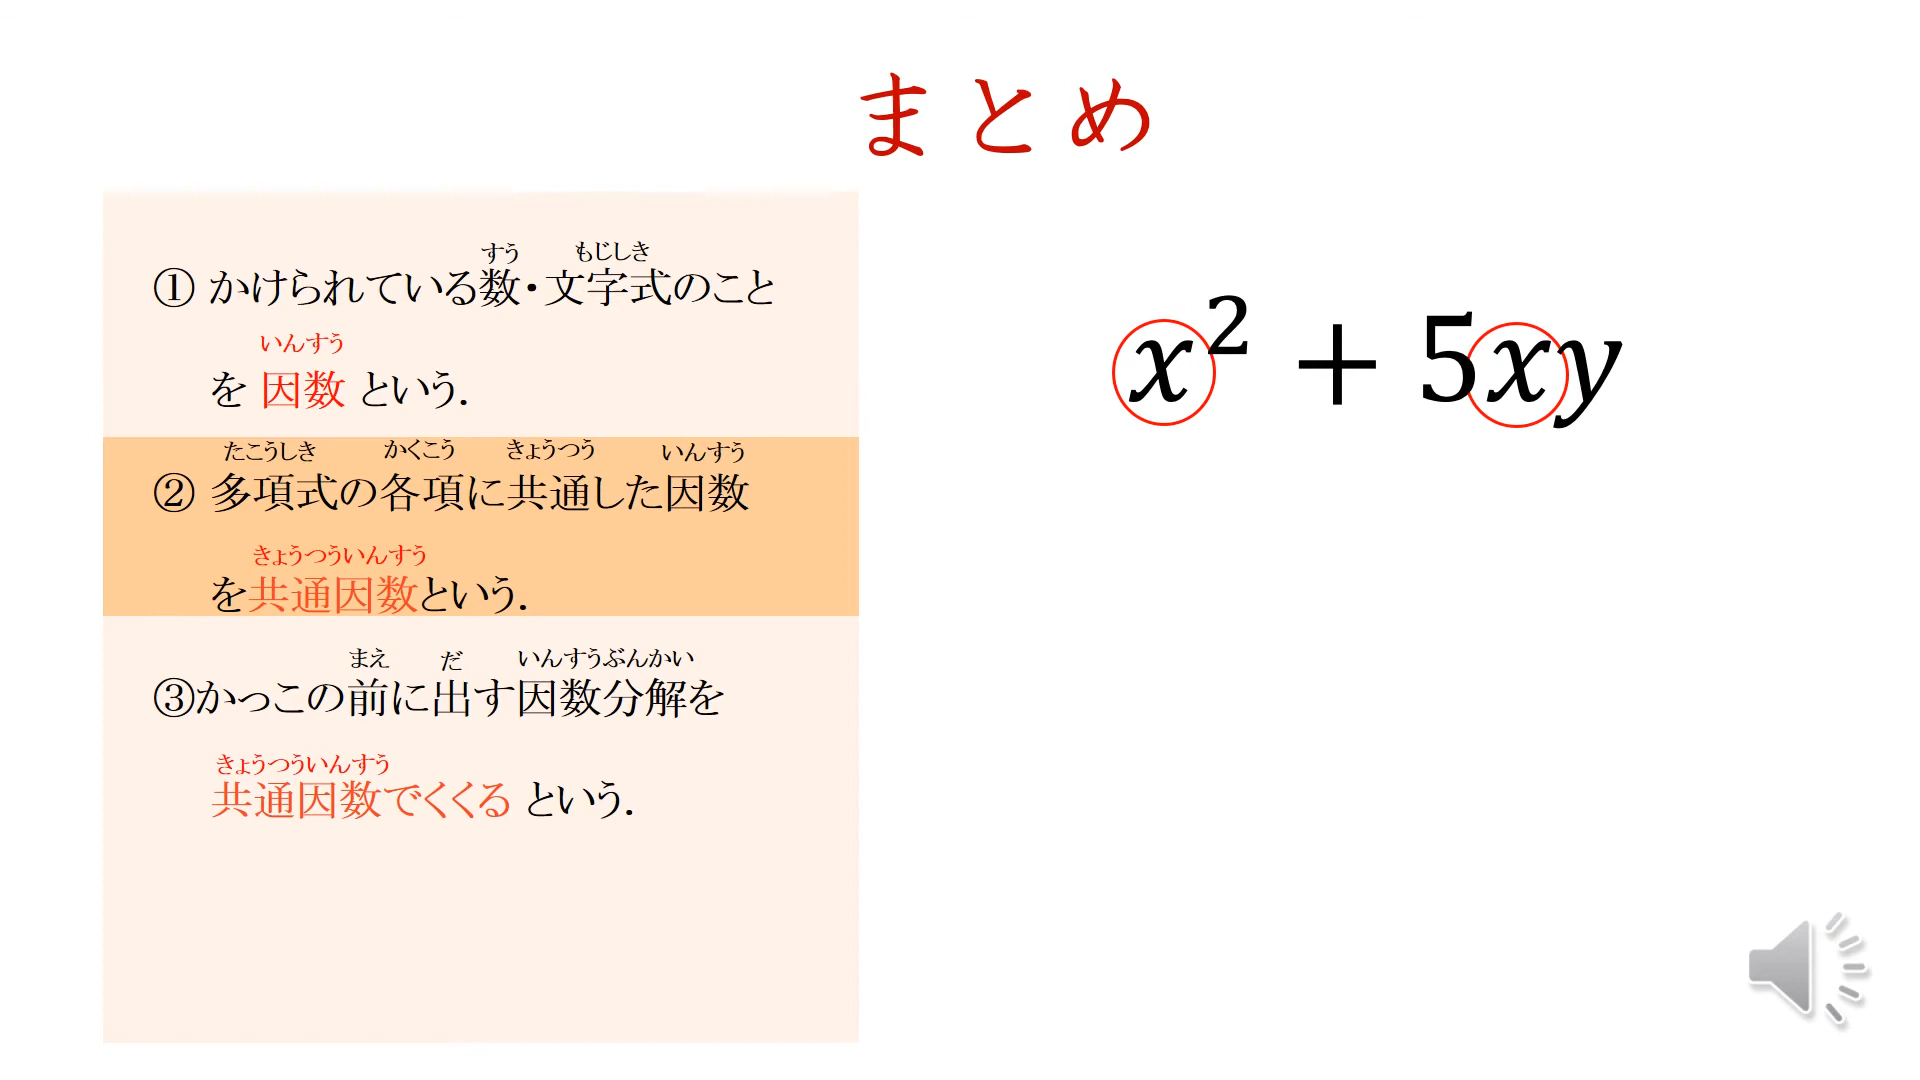 まとめ
すう もじしき
① かけられている数・文字式のこと
いんすう
を 因数 という．
たこうしき かくこう きょうつう いんすう
② 多項式の各項に共通した因数
きょうつういんすう
を共通因数という．
まえ だ いんすうぶんかい
③かっこの前に出す因数分解を
きょうつういんすう
共通因数でくくる という．
x² + 5xy